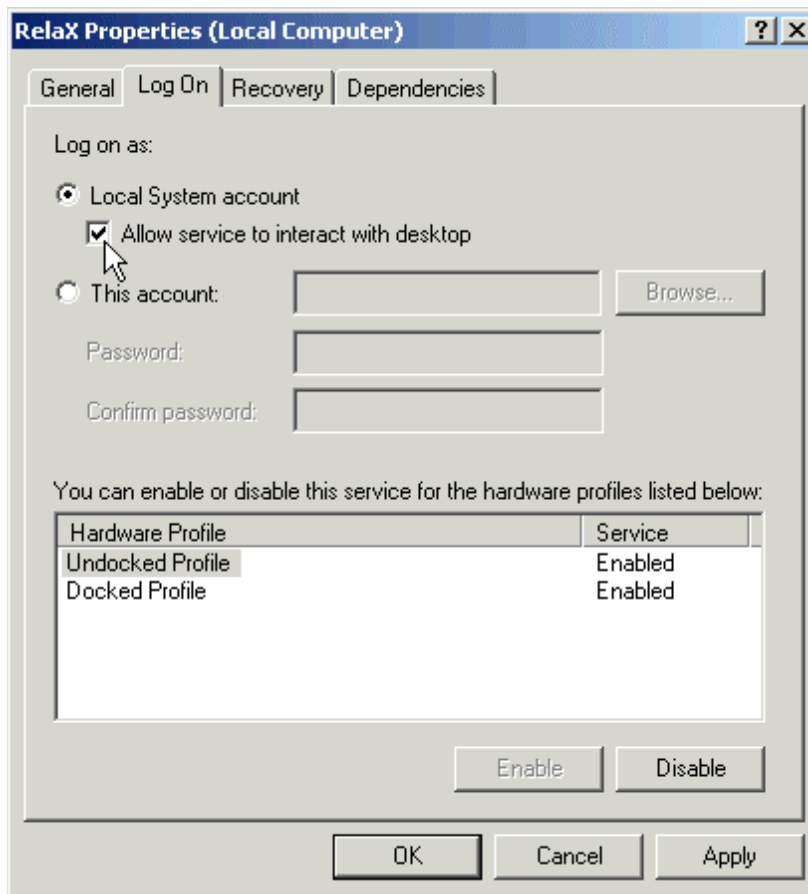 RelaX Properties (Local Computer)
General Log On Recovery Dependencies
Log on as:
Local System account
Allow service to interact with desktop
This account: Browse...
Password:
Confirm password:
You can enable or disable this service for the hardware profiles listed below:
Hardware Profile Service
Undocked Profile Enabled
Docked Profile Enabled
Enable Disable
OK Cancel Apply